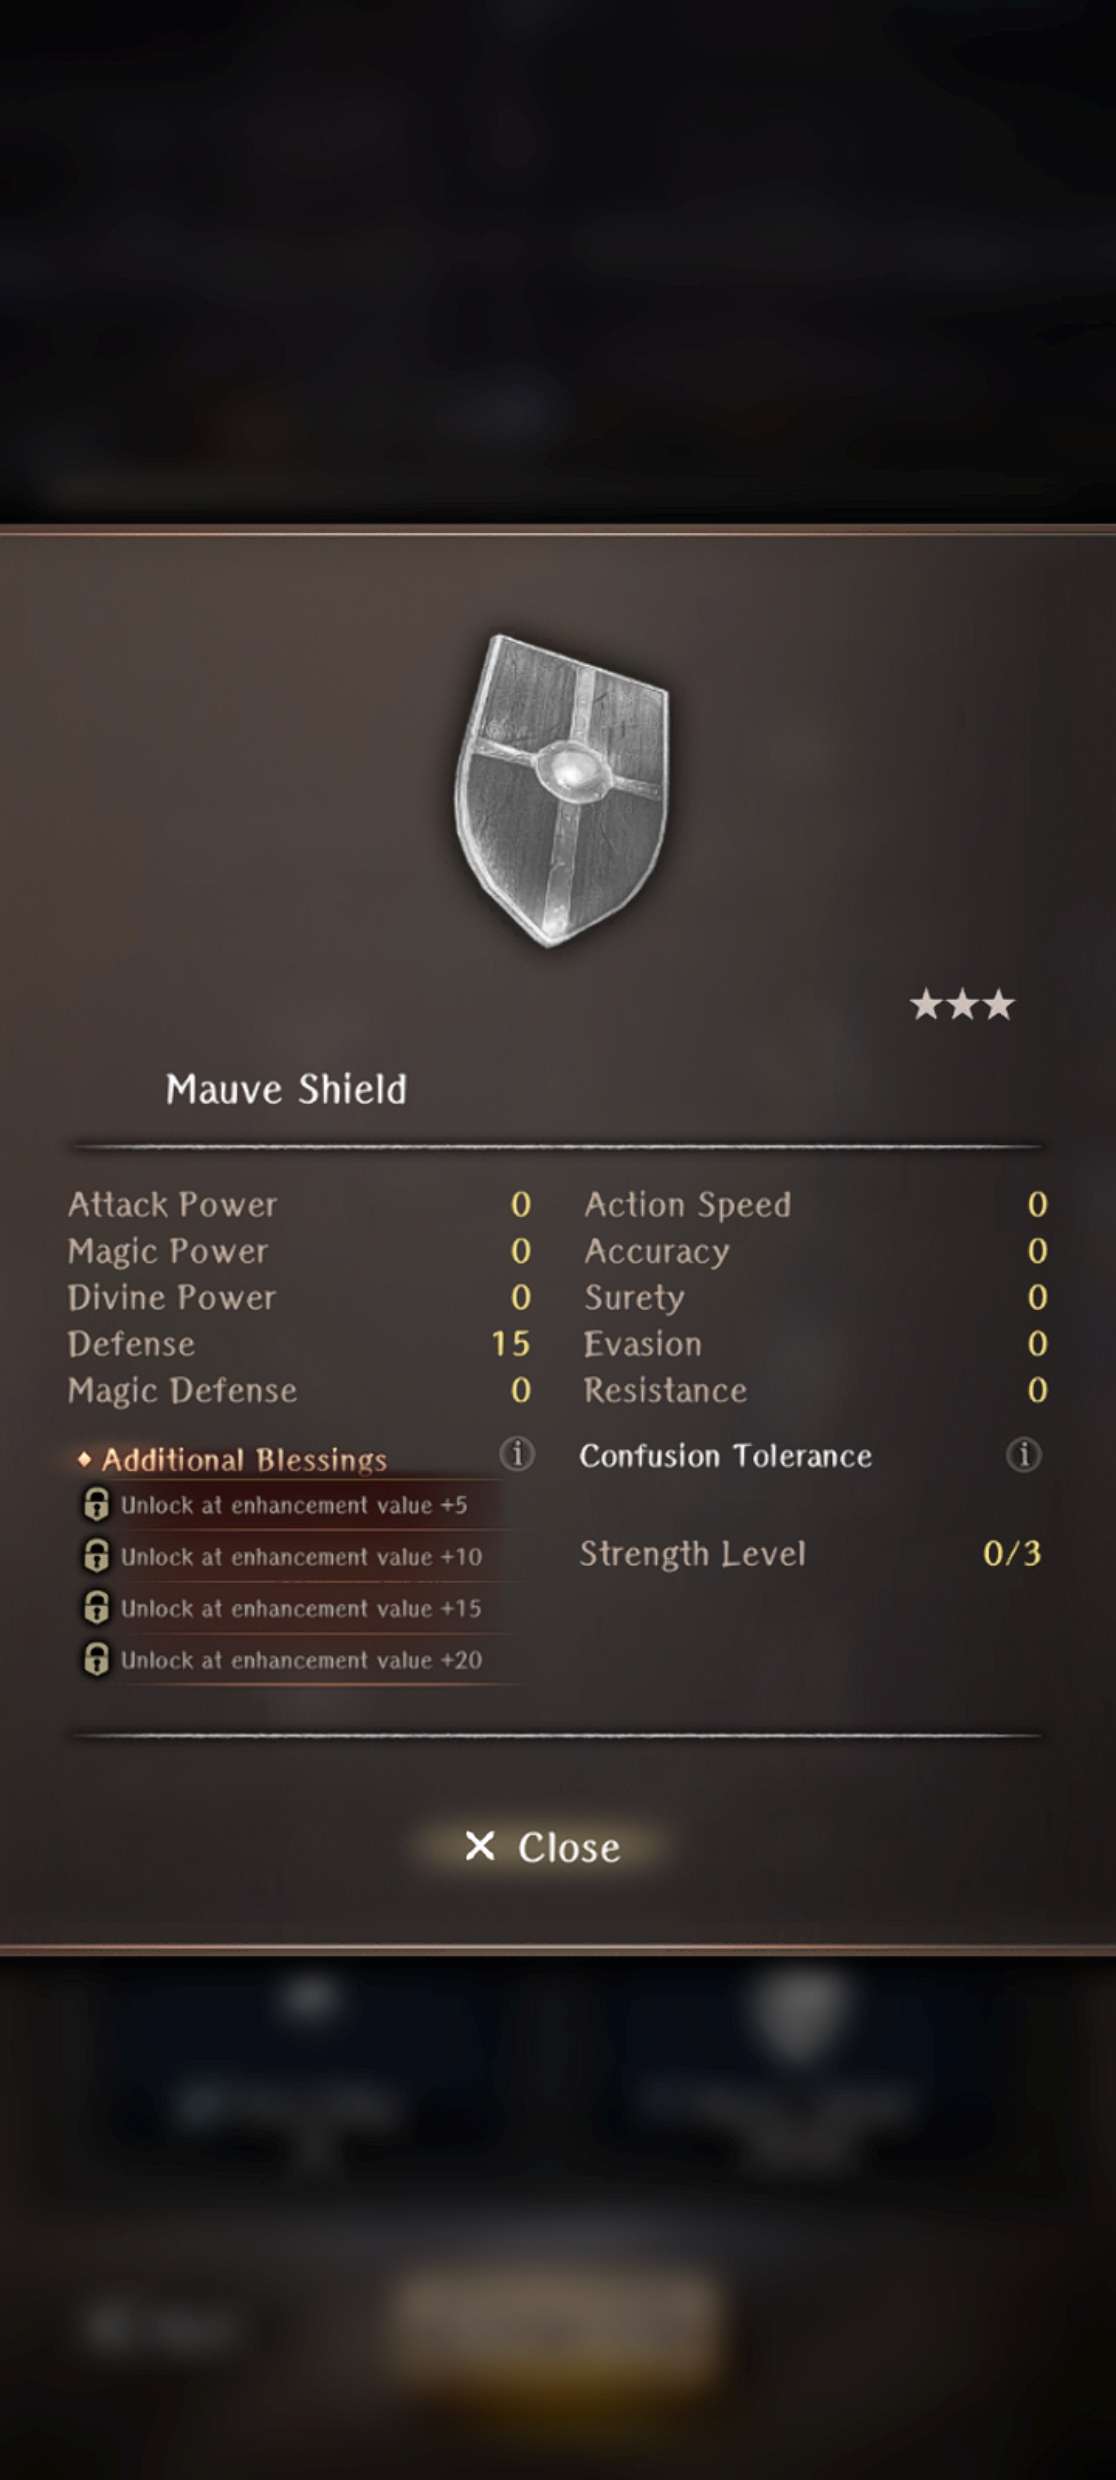 Mauve Shield
Attack Power 0
Magic Power 0
Divine Power 0
Defense 15
Magic Defense 0
Action Speed 0
Accuracy 0
Surety 0
Evasion 0
Resistance 0
Additional Blessings
Unlock at enhancement value +5
Unlock at enhancement value +10
Unlock at enhancement value +15
Unlock at enhancement value +20
Confusion Tolerance
Strength Level 0/3
Close